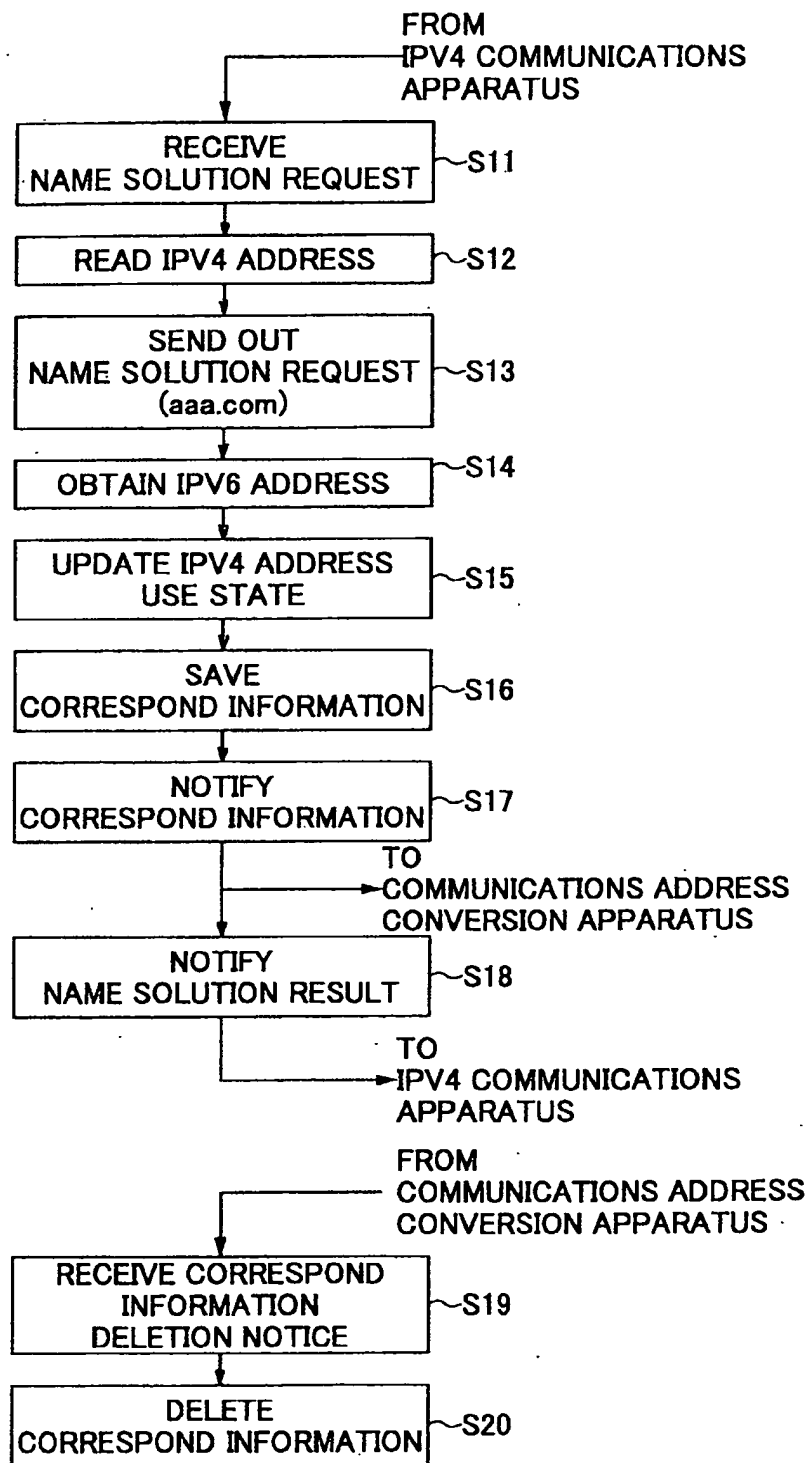 FROM
IPV4 COMMUNICATIONS
APPARATUS
RECEIVE
NAME SOLUTION REQUEST
S11
READ IPV4 ADDRESS
S12
SEND OUT
NAME SOLUTION REQUEST
(aaa.com)
S13
OBTAIN IPV6 ADDRESS
S14
UPDATE IPV4 ADDRESS
USE STATE
S15
SAVE
CORRESPOND INFORMATION
S16
NOTIFY
CORRESPOND INFORMATION
S17
TO
COMMUNICATIONS ADDRESS
CONVERSION APPARATUS
NOTIFY
NAME SOLUTION RESULT
S18
TO
IPV4 COMMUNICATIONS
APPARATUS
FROM
COMMUNICATIONS ADDRESS
CONVERSION APPARATUS
RECEIVE CORRESPOND
INFORMATION
DELETION NOTICE
S19
DELETE
CORRESPOND INFORMATION
S20